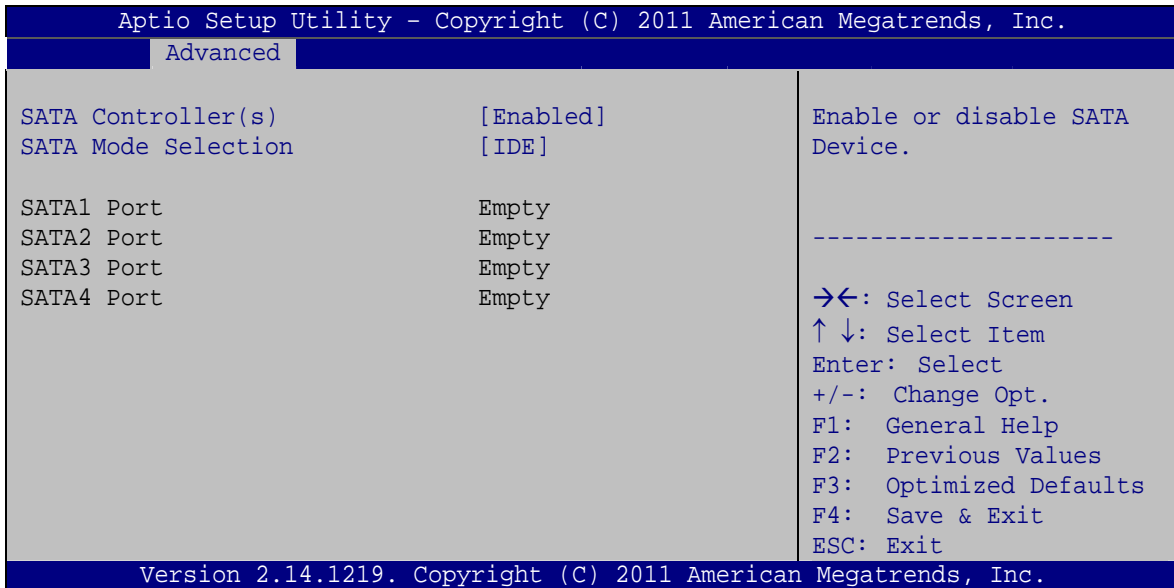 Aptio Setup Utility – Copyright (C) 2011 American Megatrends, Inc.
Advanced
SATA Controller(s) [Enabled]
SATA Mode Selection [IDE]
SATA1 Port Empty
SATA2 Port Empty
SATA3 Port Empty
SATA4 Port Empty
Enable or disable SATA
Device.
---------------------
→←: Select Screen
↑ ↓: Select Item
Enter: Select
+/-: Change Opt.
F1: General Help
F2: Previous Values
F3: Optimized Defaults
F4: Save & Exit
ESC: Exit
Version 2.14.1219. Copyright (C) 2011 American Megatrends, Inc.